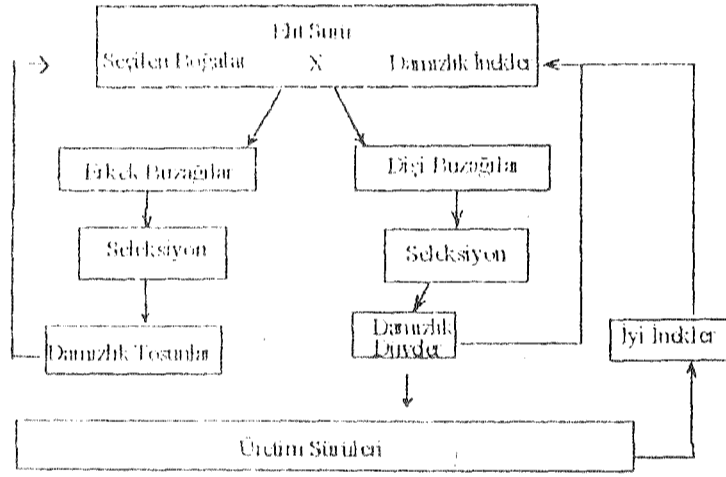 Elit Sürü
Seçilen Boğalar X Damızlık İnekler
Erkek Buzağılar
Dişi Buzağılar
Seleksiyon
Seleksiyon
Damızlık Tosunlar
Damızlık
Düveler
İyi İnekler
Üretim Sürüleri